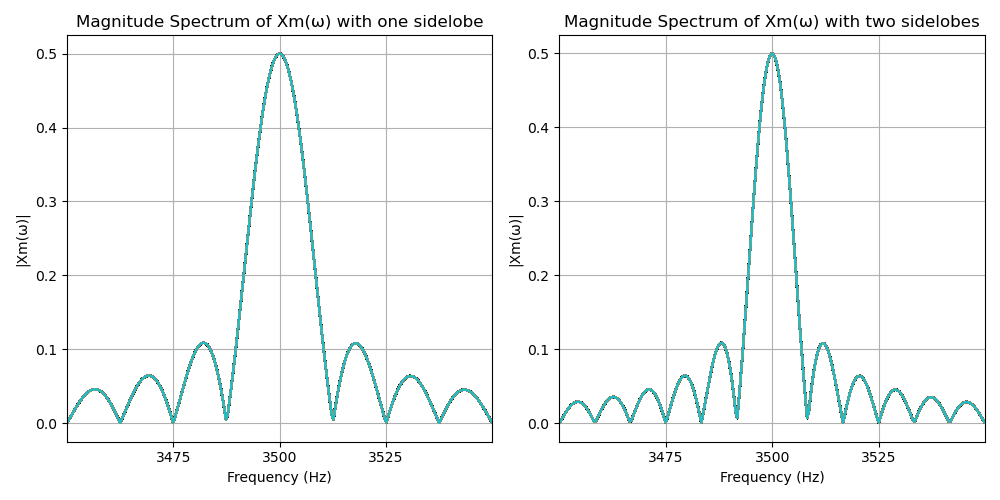 Magnitude Spectrum of Xm(ω) with one sidelobe
|Xm(ω)|
0.5
0.4
0.3
0.2
0.1
0.0
3475 3500 3525
Frequency (Hz)
Magnitude Spectrum of Xm(ω) with two sidelobes
|Xm(ω)|
0.5
0.4
0.3
0.2
0.1
0.0
3475 3500 3525
Frequency (Hz)